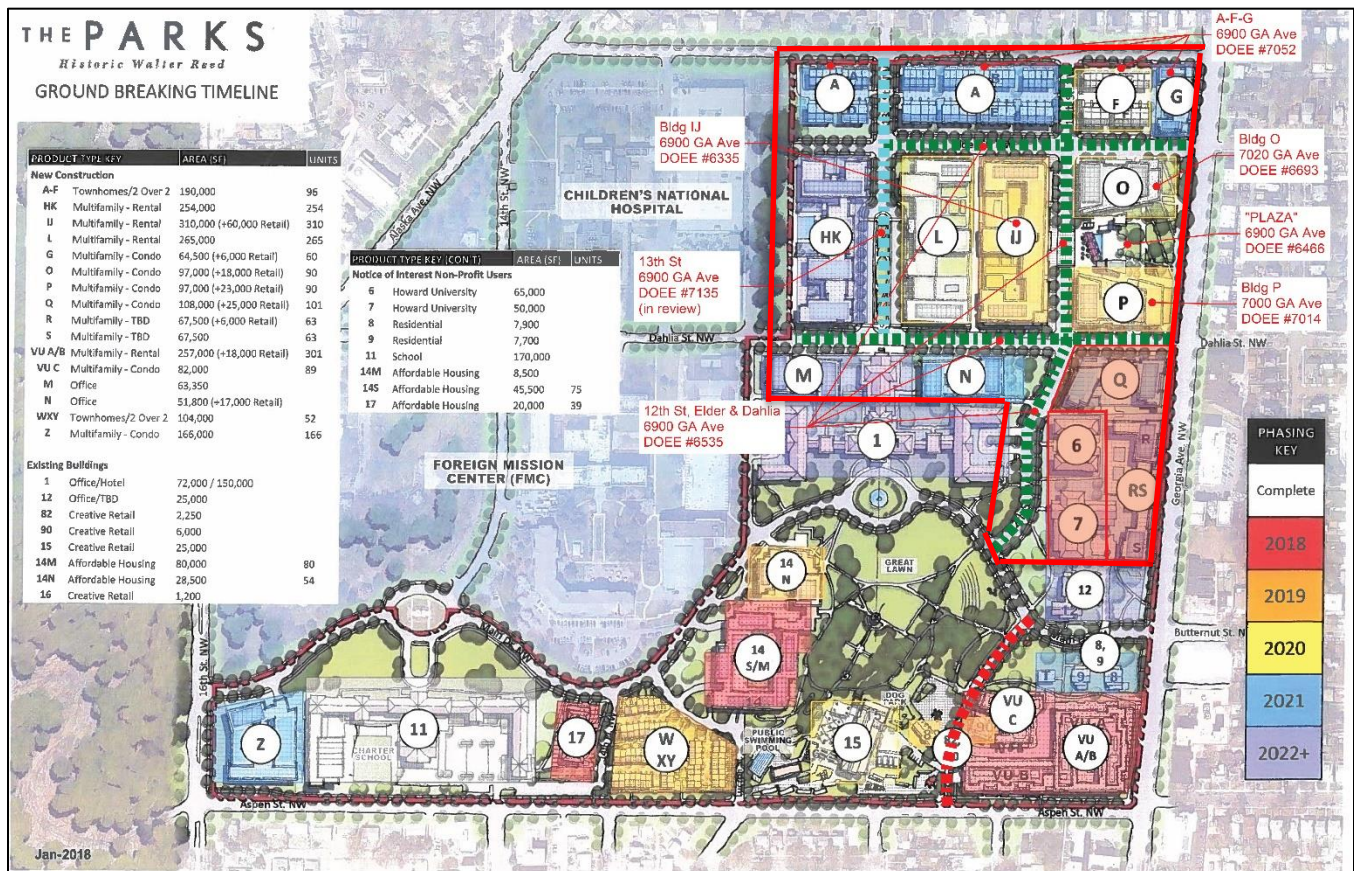 THE PARKS
Historic Walter Reed
GROUND BREAKING TIMELINE
PRODUCT TYPE KEY AREA (SF) UNITS
New Construction
A-F Townhomes/2 Over 2 190,000 96
HK Multifamily - Rental 254,000 254
IJ Multifamily - Rental 310,000 (+60,000 Retail) 310
L Multifamily - Rental 265,000 265
G Multifamily - Condo 64,500 (+6,000 Retail) 60
O Multifamily - Condo 97,000 (+18,000 Retail) 90
P Multifamily - Condo 97,000 (+23,000 Retail) 90
Q Multifamily - Condo 108,000 (+25,000 Retail) 101
R Multifamily - TBD 67,500 (+6,000 Retail) 63
S Multifamily - TBD 67,500 63
VU A/B Multifamily - Rental 257,000 (+18,000 Retail) 301
VU C Multifamily - Condo 82,000 89
M Office 63,350
N Office 51,800 (+17,000 Retail)
WXY Townhomes/2 Over 2 104,000 52
Z Multifamily - Condo 166,000 166
Existing Buildings
1 Office/Hotel 72,000 / 150,000
12 Office/TBD 25,000
82 Creative Retail 2,250
90 Creative Retail 6,000
15 Creative Retail 25,000
14M Affordable Housing 80,000 80
14N Affordable Housing 28,500 54
16 Creative Retail 1,200
PRODUCT TYPE KEY (CON.T) AREA (SF) UNITS
Notice of Interest Non-Profit Users
6 Howard University 65,000
7 Howard University 50,000
8 Residential 7,900
9 Residential 7,700
11 School 170,000
14M Affordable Housing 8,500
14S Affordable Housing 45,500 75
17 Affordable Housing 20,000 39
A-F-G
6900 GA Ave
DOEE #7052
Bldg IJ
6900 GA Ave
DOEE #6335
Bldg O
7020 GA Ave
DOEE #6693
"PLAZA"
6900 GA Ave
DOEE #6466
13th St
6900 GA Ave
DOEE #7135
(in review)
Bldg P
7000 GA Ave
DOEE #7014
12th St, Elder & Dahlia
6900 GA Ave
DOEE #6535
Alaska Ave. NW
14th St. NW
CHILDREN'S NATIONAL
HOSPITAL
FOREIGN MISSION
CENTER (FMC)
A
A
F
G
HK
L
IJ
O
P
Dahlia St. NW
Dahlia St. NW
M
N
Q
1
6
R
RS
7
S
Georgia Ave. NW
14
N
GREAT
LAWN
12
14
S/M
Butternut St. N
8,
9
T
9
8
16th St. NW
Z
11
CHARTER
SCHOOL
17
W
XY
PUBLIC
SWIMMING
POOL
DOG
PARK
15
VU
C
VU
A/B
VU-B
Aspen St. NW
Aspen St. NW
PHASING
KEY
Complete
2018
2019
2020
2021
2022+
Jan-2018